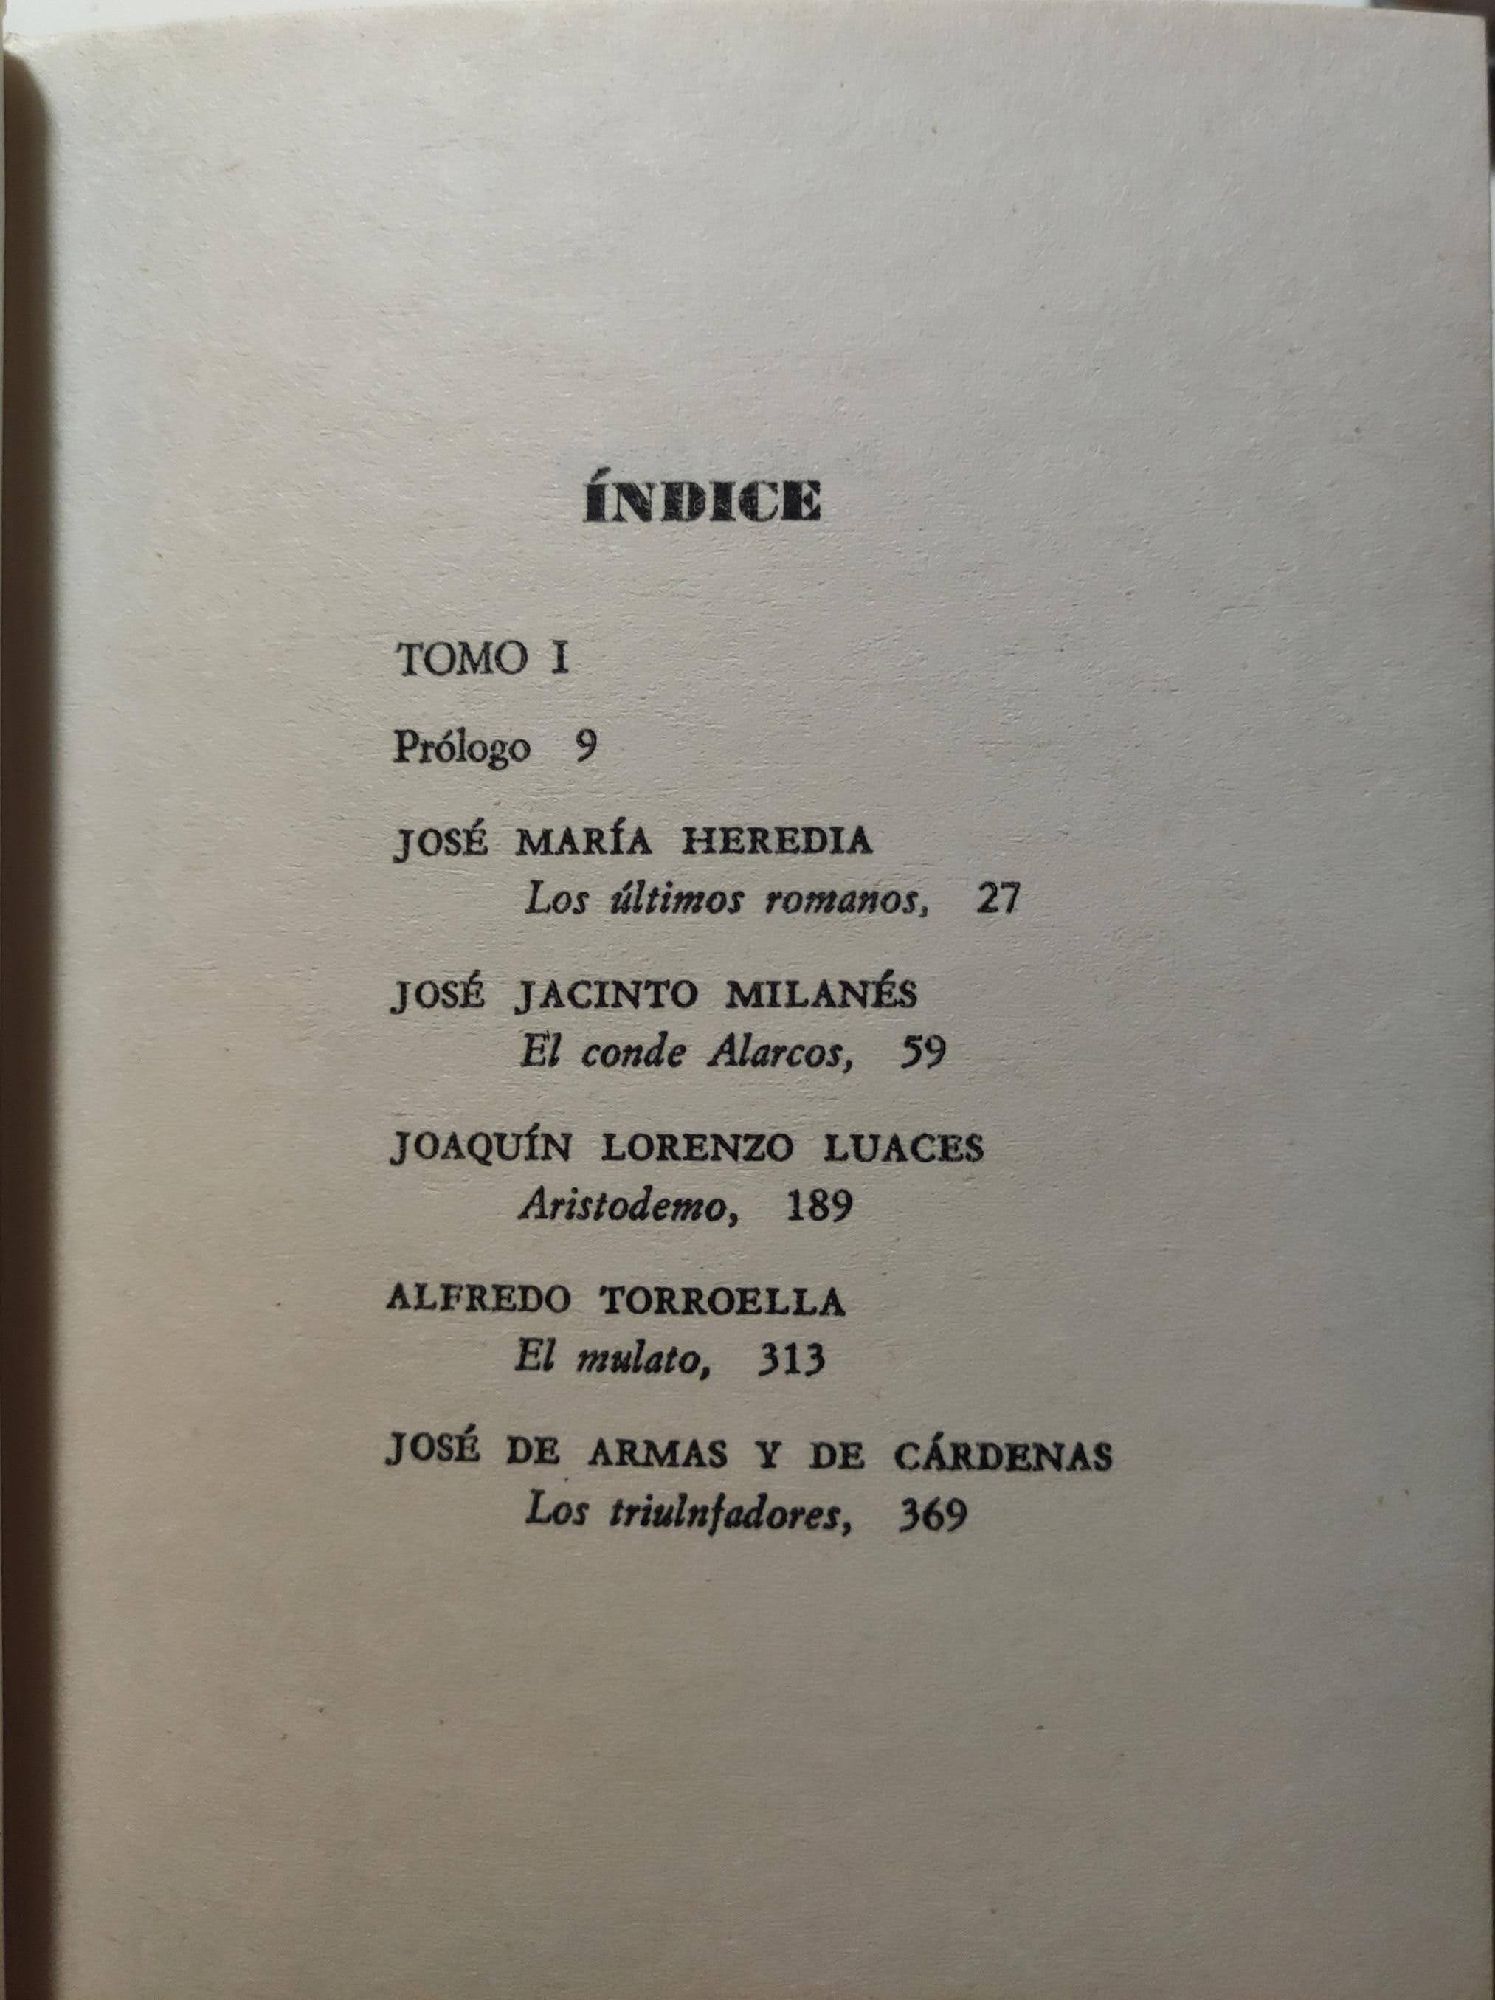 ÍNDICE
TOMO I
Prólogo 9
JOSÉ MARÍA HEREDIA
Los últimos romanos, 27
JOSÉ JACINTO MILANÉS
El conde Alarcos, 59
JOAQUÍN LORENZO LUACES
Aristodemo, 189
ALFREDO TORROELLA
El mulato, 313
JOSÉ DE ARMAS Y DE CÁRDENAS
Los triulnfadores, 369